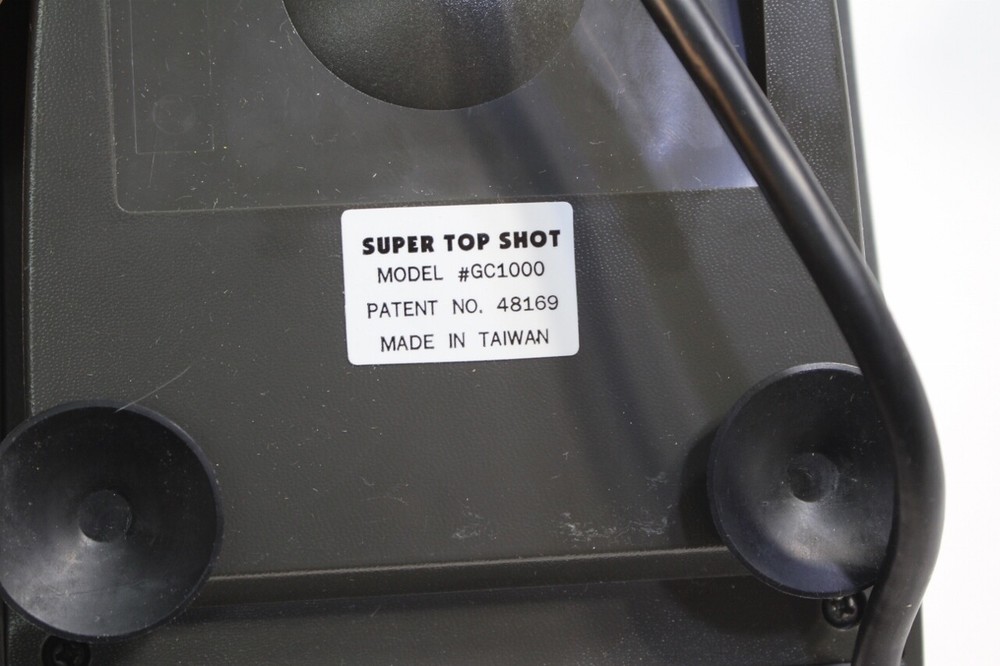 SUPER TOP SHOT
MODEL #GC1000
PATENT NO. 48169
MADE IN TAIWAN